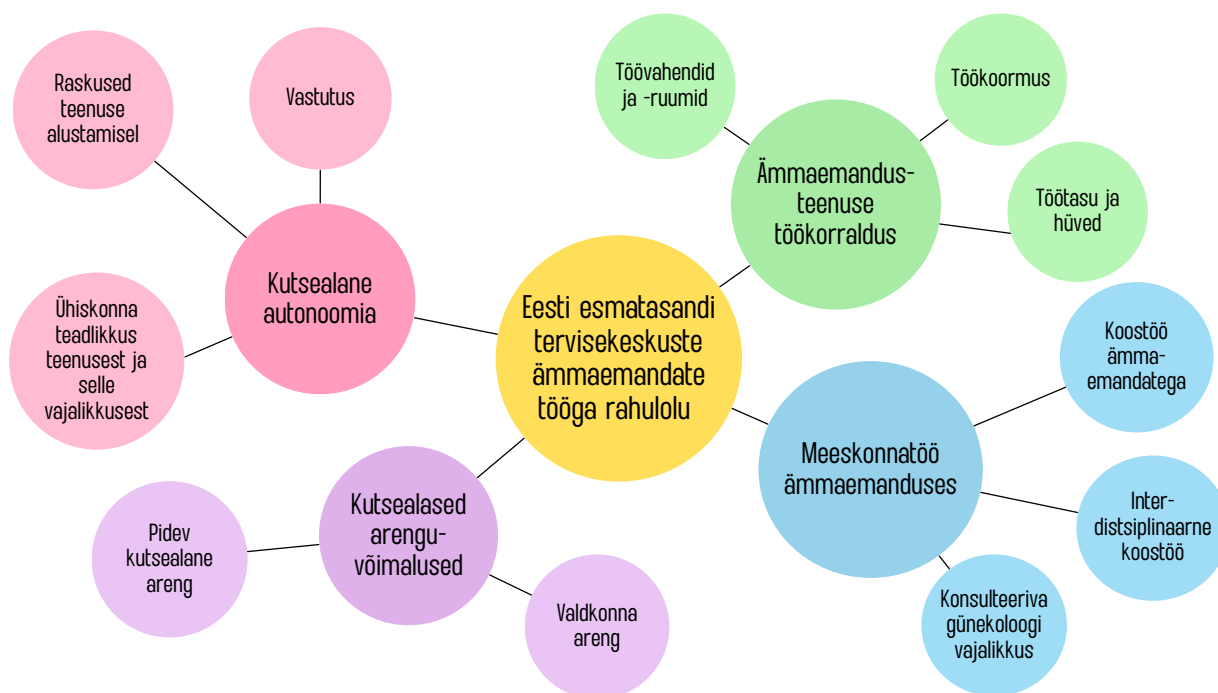 Raskused
teenuse
alustamisel
Vastutus
Töövahendid
ja -ruumid
Töökoormus
Ämmaemandus-
teenuse
töökorraldus
Töötasu ja
hüved
Kutsealane
autonoomia
Ühiskonna
teadlikkus
teenusest ja
selle
vajalikkusest
Eesti esmatasandi
tervisekeskuste
ämmaemandate
tööga rahulolu
Koostöö
ämma-
emandatega
Meeskonnatöö
ämmaemanduses
Inter-
distsiplinaarne
koostöö
Kutsealased
arengu-
võimalused
Pidev
kutsealane
areng
Valdkonna
areng
Konsulteeriva
günekoloogi
vajalikkus